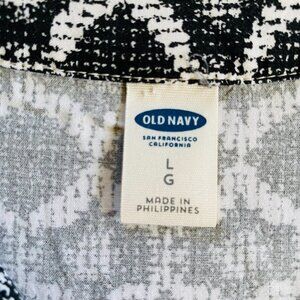 OLD NAVY
SAN FRANCISCO
CALIFORNIA
L
G
MADE IN
PHILIPPINES